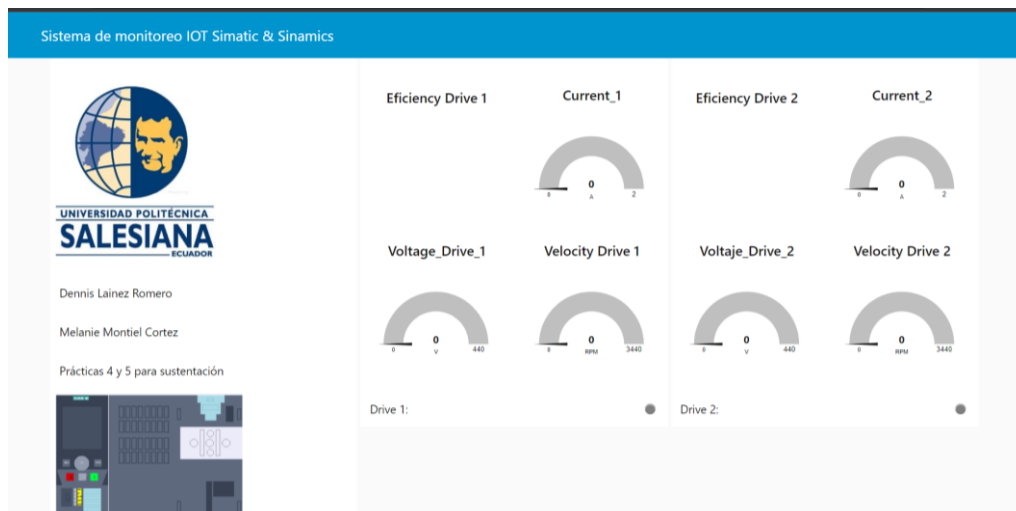 Sistema de monitoreo IOT Simatic & Sinamics
UNIVERSIDAD POLITÉCNICA
SALESIANA
ECUADOR
Dennis Lainez Romero
Melanie Montiel Cortez
Prácticas 4 y 5 para sustentación
Eficiency Drive 1
Current_1
0
0
A
2
Voltage_Drive_1
Velocity Drive 1
0
0
V
440
0
0
RPM
3440
Drive 1:
Eficiency Drive 2
Current_2
0
0
A
2
Voltaje_Drive_2
Velocity Drive 2
0
0
V
440
0
0
RPM
3440
Drive 2: